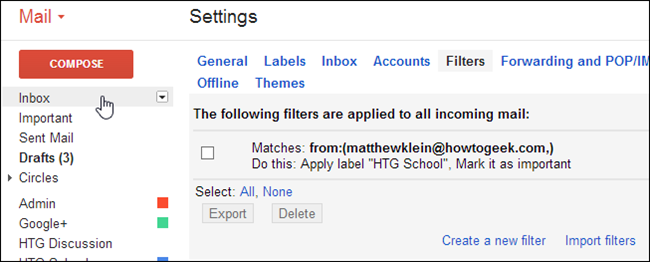 Mail
Settings
COMPOSE
General Labels Inbox Accounts Filters Forwarding and POP/IM
Offline Themes
Inbox
Important
Sent Mail
Drafts (3)
Circles
Admin
Google+
HTG Discussion
HTG School
The following filters are applied to all incoming mail:
Matches: from:(matthewklein@howtogeek.com,)
Do this: Apply label "HTG School", Mark it as important
Select: All, None
Export Delete
Create a new filter Import filters